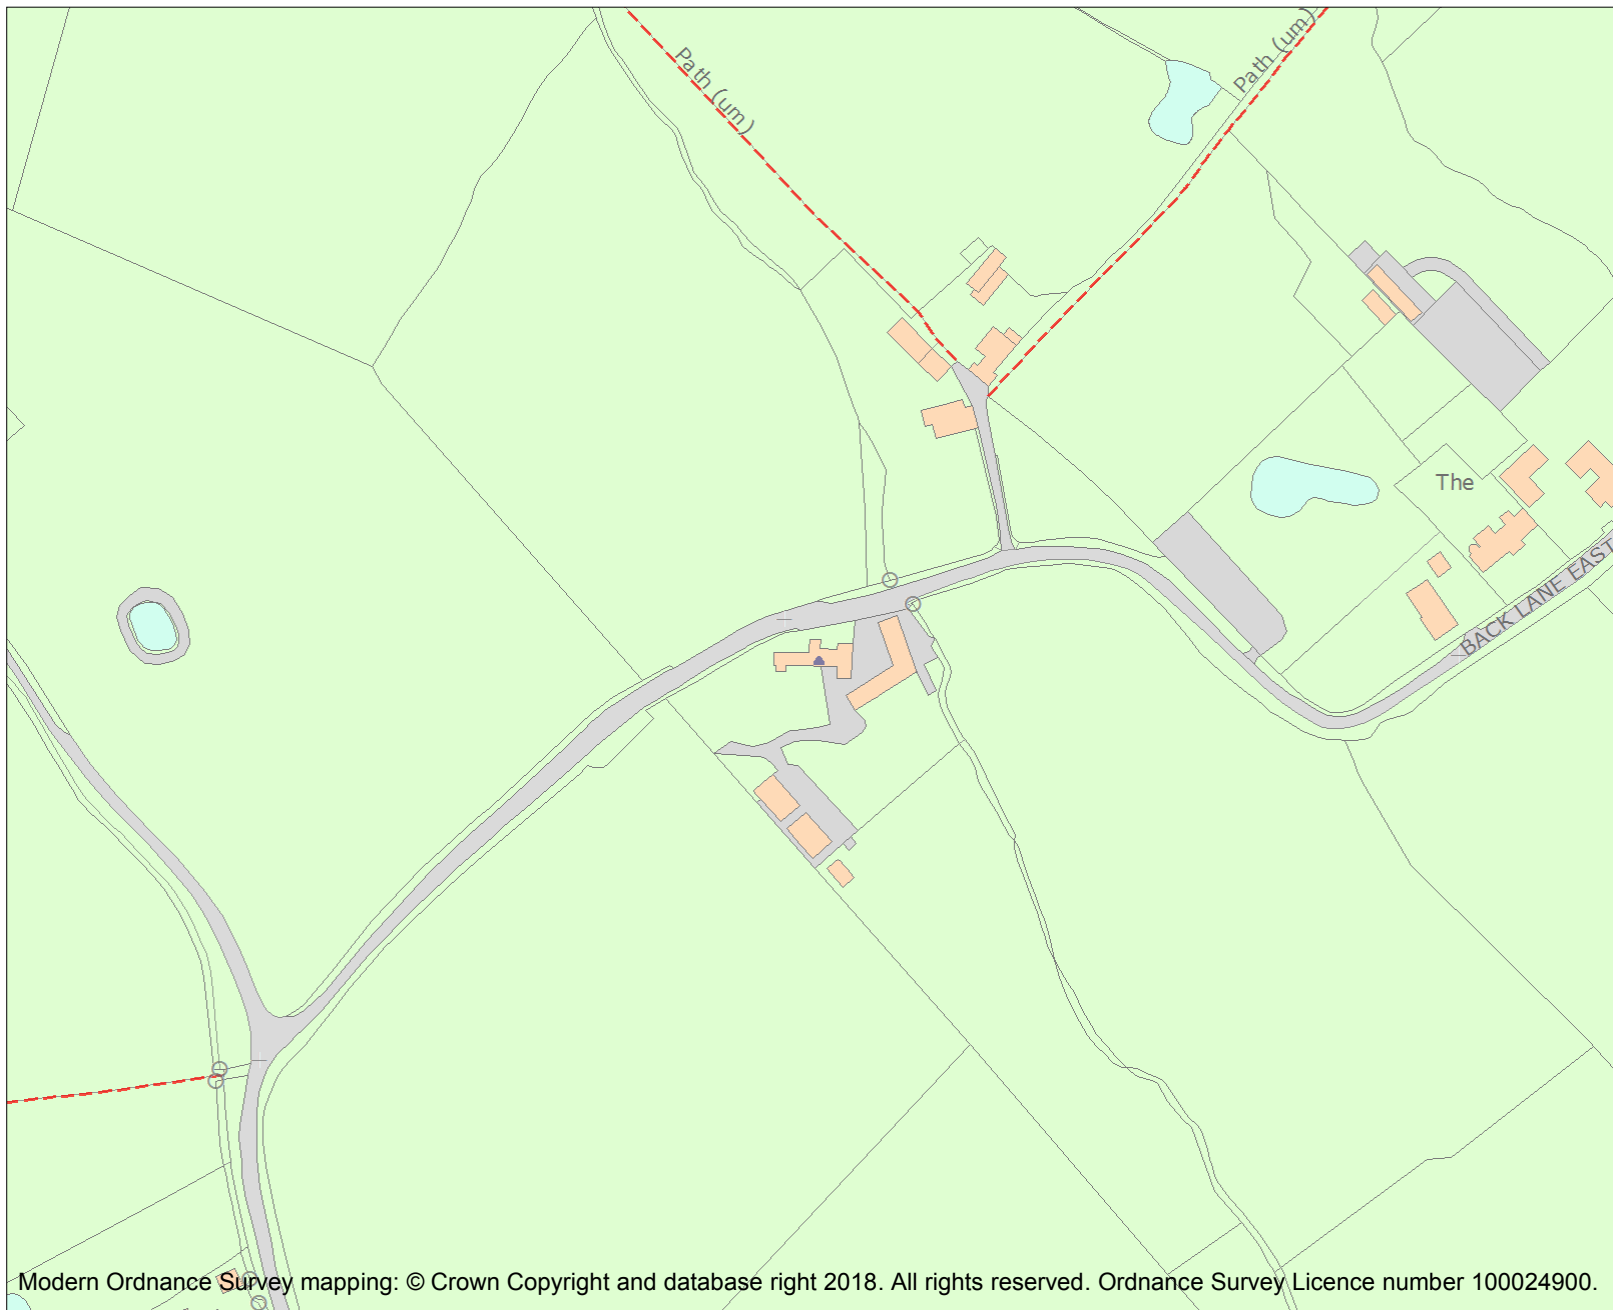 Path (um)
Path (um)
The
BACK LANE EAST
Modern Ordnance Survey mapping: © Crown Copyright and database right 2018. All rights reserved. Ordnance Survey Licence number 100024900.